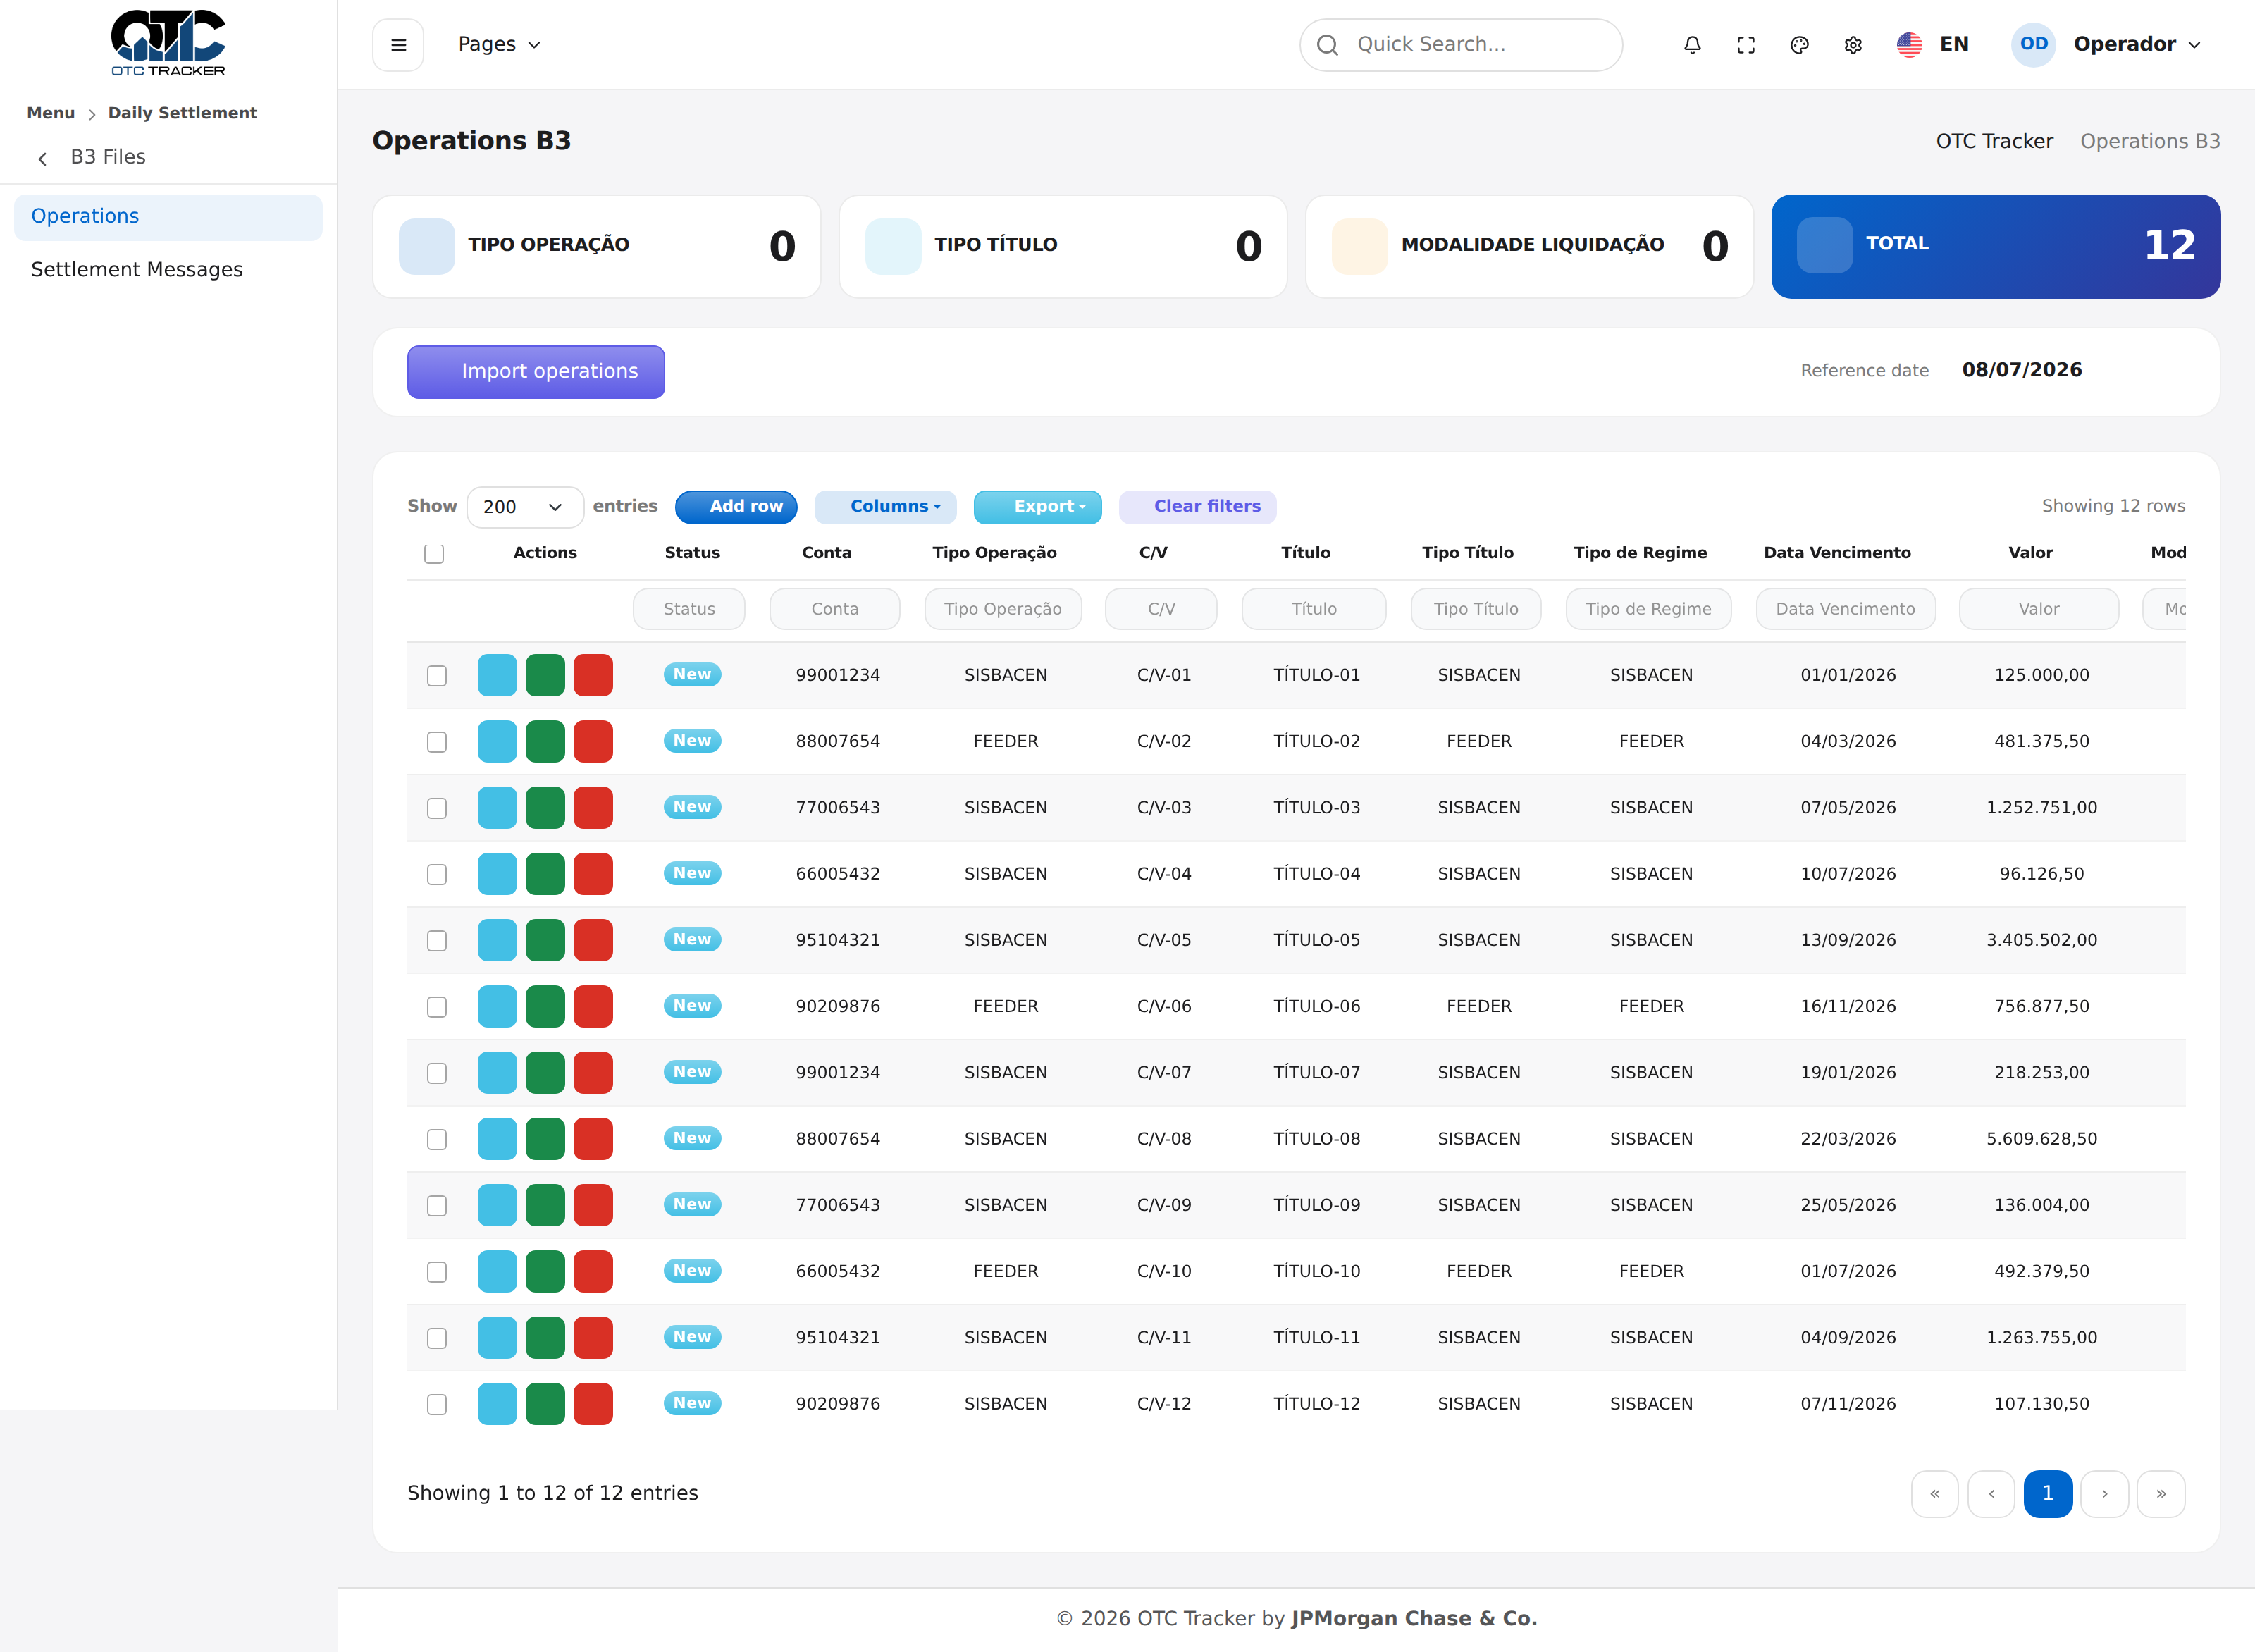 OTC
OTC TRACKER
Menu > Daily Settlement
B3 Files
Operations
Settlement Messages
Pages
Quick Search...
EN
OD
Operador
Operations B3
OTC Tracker Operations B3
TIPO OPERAÇÃO 0
TIPO TÍTULO 0
MODALIDADE LIQUIDAÇÃO 0
TOTAL 12
Import operations
Reference date 08/07/2026
Show 200 entries Add row Columns Export Clear filters Showing 12 rows
Actions Status Conta Tipo Operação C/V Título Tipo Título Tipo de Regime Data Vencimento Valor Mod
Status Conta Tipo Operação C/V Título Tipo Título Tipo de Regime Data Vencimento Valor Mo
New 99001234 SISBACEN C/V-01 TÍTULO-01 SISBACEN SISBACEN 01/01/2026 125.000,00
New 88007654 FEEDER C/V-02 TÍTULO-02 FEEDER FEEDER 04/03/2026 481.375,50
New 77006543 SISBACEN C/V-03 TÍTULO-03 SISBACEN SISBACEN 07/05/2026 1.252.751,00
New 66005432 SISBACEN C/V-04 TÍTULO-04 SISBACEN SISBACEN 10/07/2026 96.126,50
New 95104321 SISBACEN C/V-05 TÍTULO-05 SISBACEN SISBACEN 13/09/2026 3.405.502,00
New 90209876 FEEDER C/V-06 TÍTULO-06 FEEDER FEEDER 16/11/2026 756.877,50
New 99001234 SISBACEN C/V-07 TÍTULO-07 SISBACEN SISBACEN 19/01/2026 218.253,00
New 88007654 SISBACEN C/V-08 TÍTULO-08 SISBACEN SISBACEN 22/03/2026 5.609.628,50
New 77006543 SISBACEN C/V-09 TÍTULO-09 SISBACEN SISBACEN 25/05/2026 136.004,00
New 66005432 FEEDER C/V-10 TÍTULO-10 FEEDER FEEDER 01/07/2026 492.379,50
New 95104321 SISBACEN C/V-11 TÍTULO-11 SISBACEN SISBACEN 04/09/2026 1.263.755,00
New 90209876 SISBACEN C/V-12 TÍTULO-12 SISBACEN SISBACEN 07/11/2026 107.130,50
Showing 1 to 12 of 12 entries
« ‹ 1 › »
© 2026 OTC Tracker by JPMorgan Chase & Co.